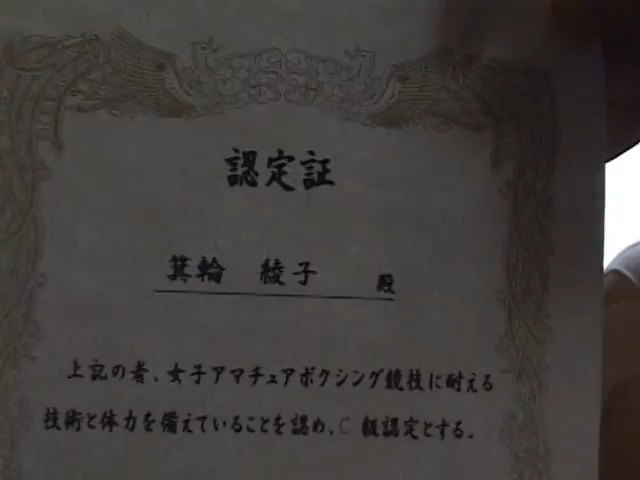 認定証
箕輪 綾子 殿
上記の者、女子アマチュアボクシング競技に耐える
技術と体力を備えていることを認め、C 級認定とする.